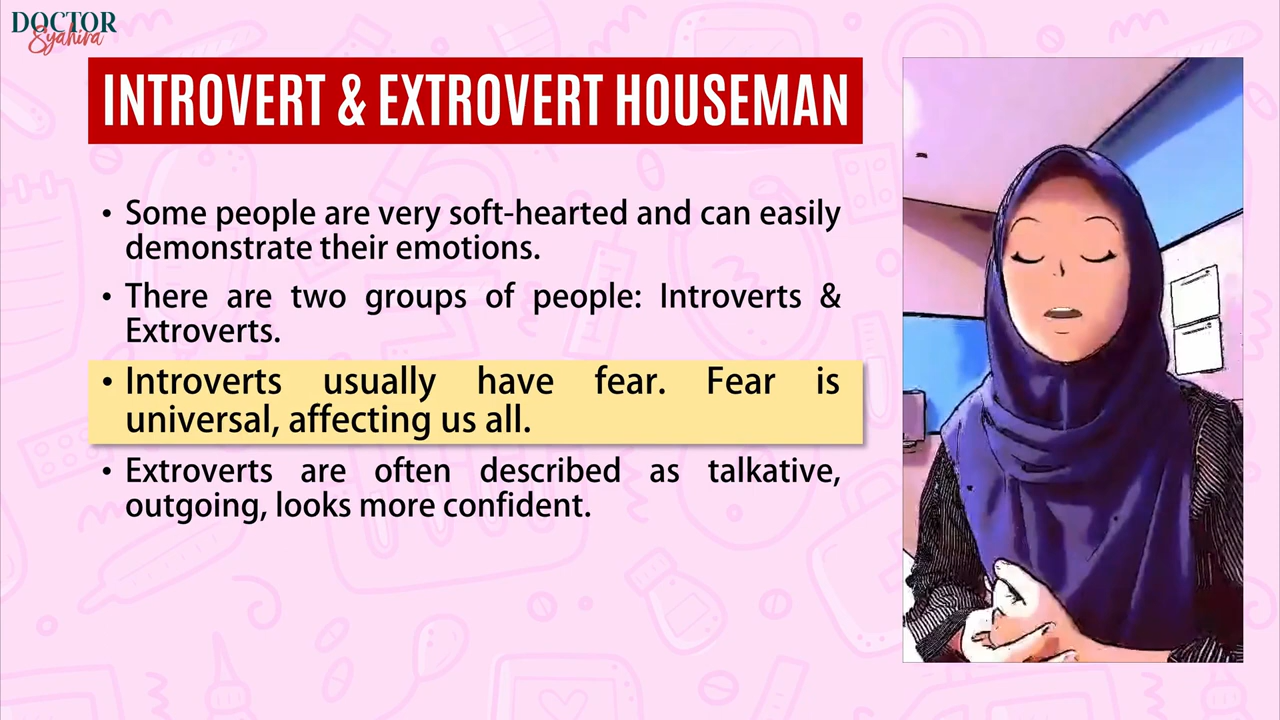 DOCTOR
Syahira
INTROVERT & EXTROVERT HOUSEMAN
• Some people are very soft-hearted and can easily
demonstrate their emotions.
• There are two groups of people: Introverts &
Extroverts.
• Introverts usually have fear. Fear is
universal, affecting us all.
• Extroverts are often described as talkative,
outgoing, looks more confident.